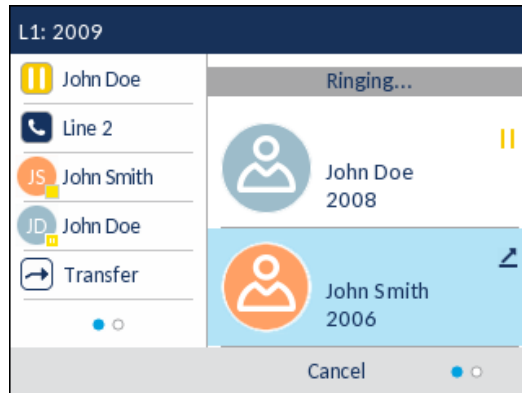 L1: 2009
John Doe
Line 2
JS John Smith
JD John Doe
Transfer
Ringing...
John Doe
2008
John Smith
2006
Cancel